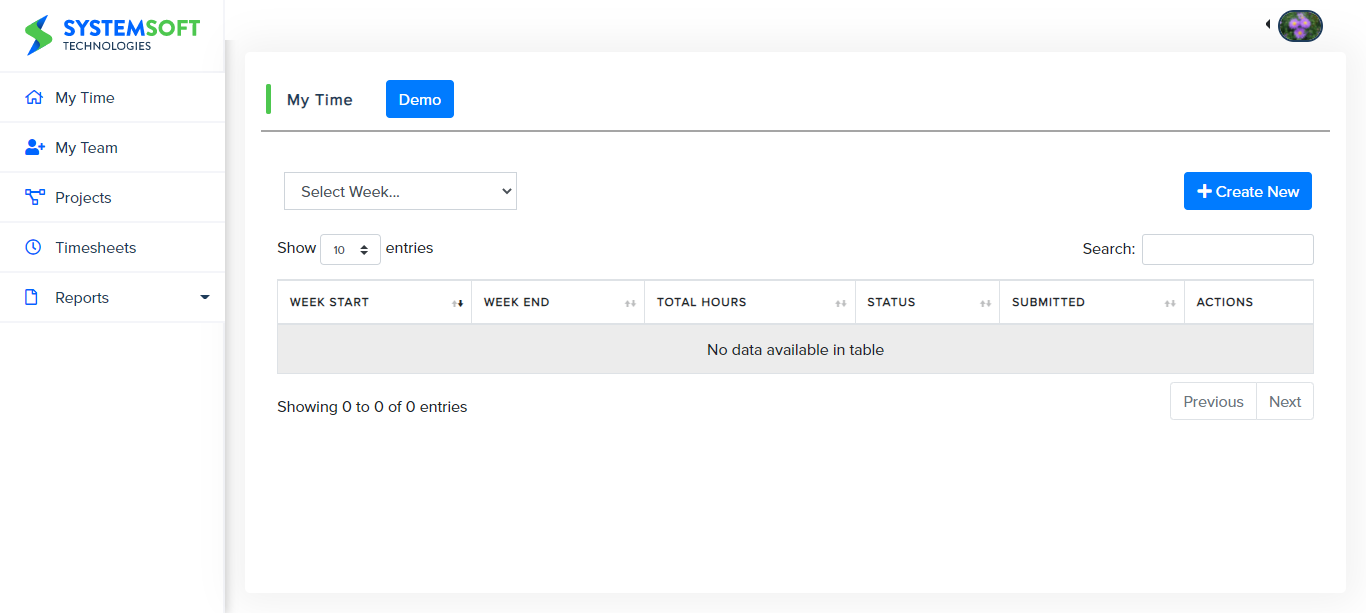 SYSTEMSOFT
TECHNOLOGIES
My Time
My Team
Projects
Timesheets
Reports
My Time Demo
Select Week...
Create New
Show 10 entries
Search:
WEEK START WEEK END TOTAL HOURS STATUS SUBMITTED ACTIONS
No data available in table
Showing 0 to 0 of 0 entries
Previous Next